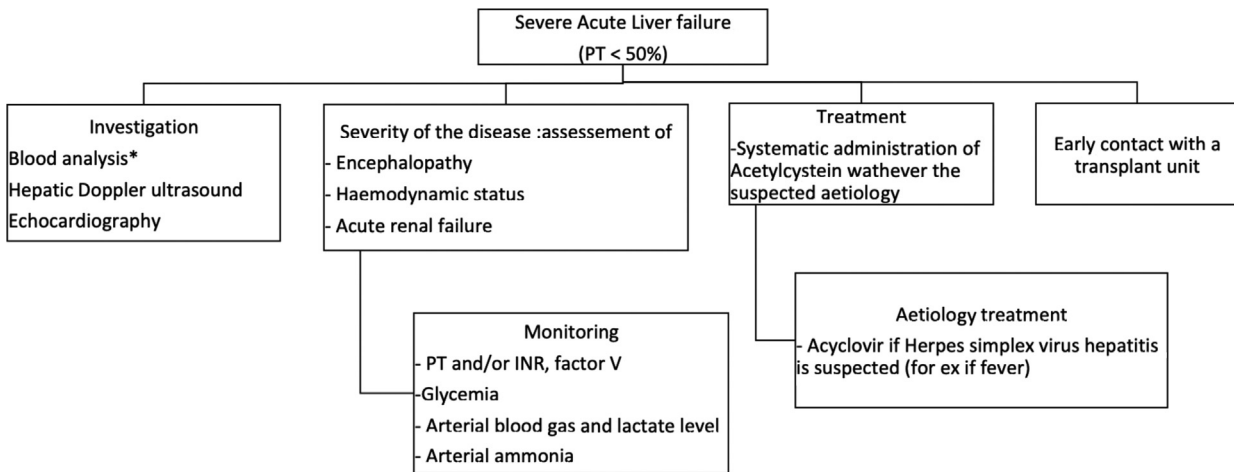 Severe Acute Liver failure
(PT < 50%)
Investigation
Blood analysis*
Hepatic Doppler ultrasound
Echocardiography
Severity of the disease :assessement of
- Encephalopathy
- Haemodynamic status
- Acute renal failure
Treatment
-Systematic administration of
Acetylcystein wathever the
suspected aetiology
Early contact with a
transplant unit
Monitoring
- PT and/or INR, factor V
-Glycemia
- Arterial blood gas and lactate level
- Arterial ammonia
Aetiology treatment
- Acyclovir if Herpes simplex virus hepatitis
is suspected (for ex if fever)